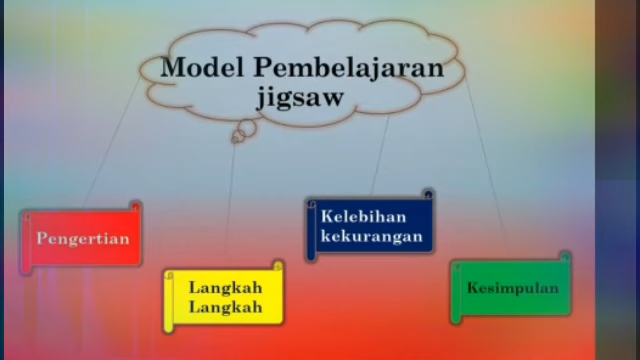 Model Pembelajaran
jigsaw
Pengertian
Langkah
Langkah
Kelebihan
kekurangan
Kesimpulan